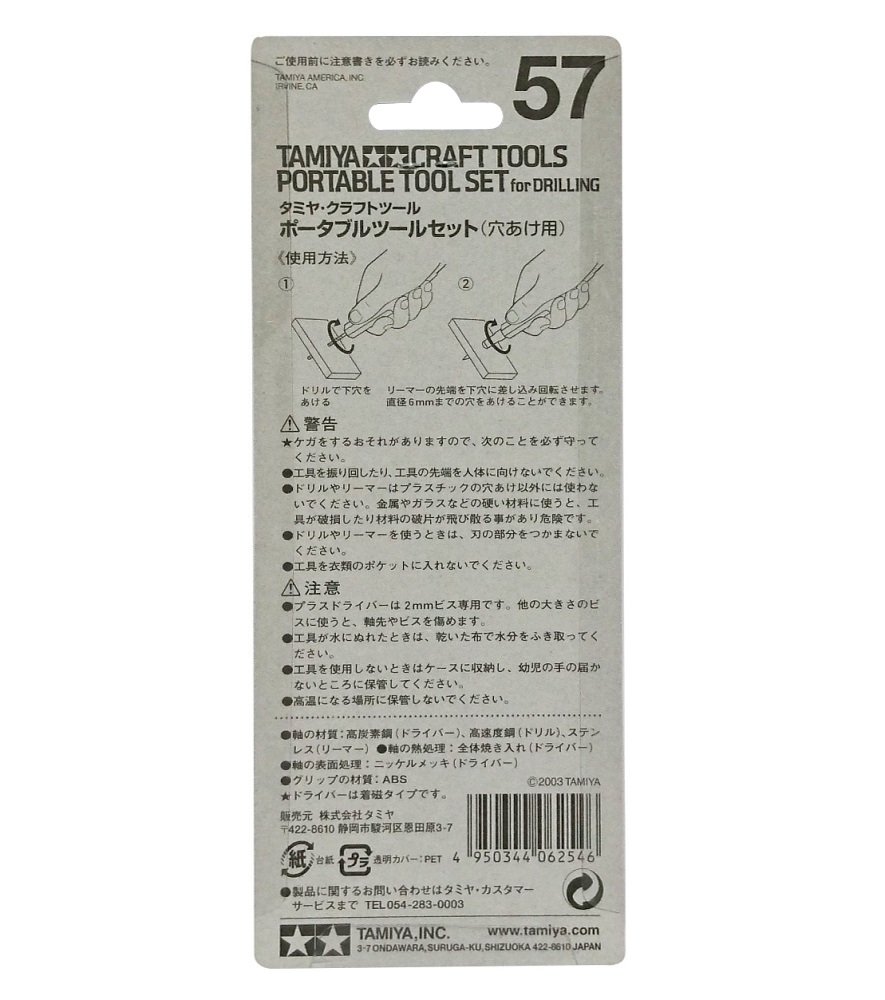 ご使用前に注意書きを必ずお読みください。
TAMIYA AMERICA, INC.
IRVINE, CA
57
TAMIYA CRAFT TOOLS
PORTABLE TOOL SET for DRILLING
タミヤ・クラフトツール
ポータブルツールセット(穴あけ用)
《使用方法》
① ②
ドリルで下穴を
あける
リーマーの先端を下穴に差し込み回転させます。
直径6mmまでの穴をあけることができます。
⚠警告
★ケガをするおそれがありますので、次のことを必ず守って
ください。
●工具を振り回したり、工具の先端を人体に向けないでください。
●ドリルやリーマーはプラスチックの穴あけ以外には使わな
いでください。金属やガラスなどの硬い材料に使うと、工
具が破損したり材料の破片が飛び散る事があり危険です。
●ドリルやリーマーを使うときは、刃の部分をつかまないで
ください。
●工具を衣類のポケットに入れないでください。
⚠注意
●プラスドライバーは2mmビス専用です。他の大きさのビ
スに使うと、軸先やビスを傷めます。
●工具が水にぬれたときは、乾いた布で水分をふき取ってく
ださい。
●工具を使用しないときはケースに収納し、幼児の手の届か
ないところに保管してください。
●高温になる場所に保管しないでください。
●軸の材質:高炭素鋼(ドライバー)、高速度鋼(ドリル)、ステン
レス(リーマー) ●軸の熱処理:全体焼き入れ(ドライバー)
●軸の表面処理:ニッケルメッキ(ドライバー)
●グリップの材質:ABS
©2003 TAMIYA
★ドライバーは着磁タイプです。
販売元 株式会社タミヤ
〒422-8610 静岡市駿河区恩田原3-7
紙 台紙 プラ 透明カバー:PET
4 950344 062546
●製品に関するお問い合わせはタミヤ・カスタマー
サービスまで TEL054-283-0003
TAMIYA, INC. www.tamiya.com
3-7 ONDAWARA, SURUGA-KU, SHIZUOKA 422-8610 JAPAN